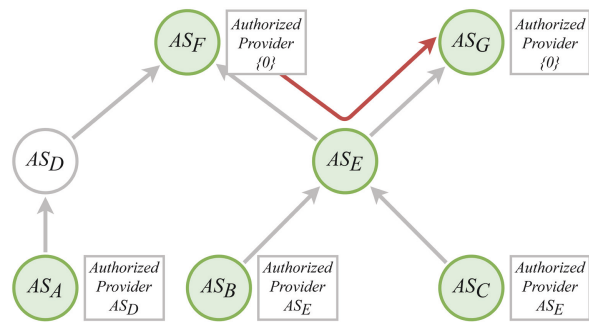 AS_F
Authorized
Provider
{0}
AS_G
Authorized
Provider
{0}
AS_D
AS_E
AS_A
Authorized
Provider
AS_D
AS_B
Authorized
Provider
AS_E
AS_C
Authorized
Provider
AS_E